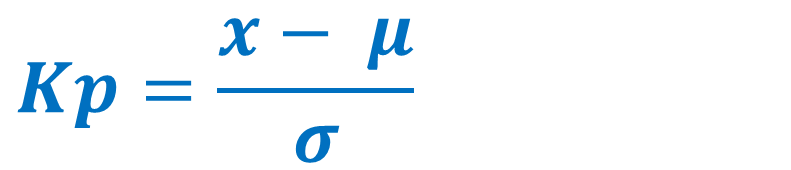 Kp = x − μ / σ